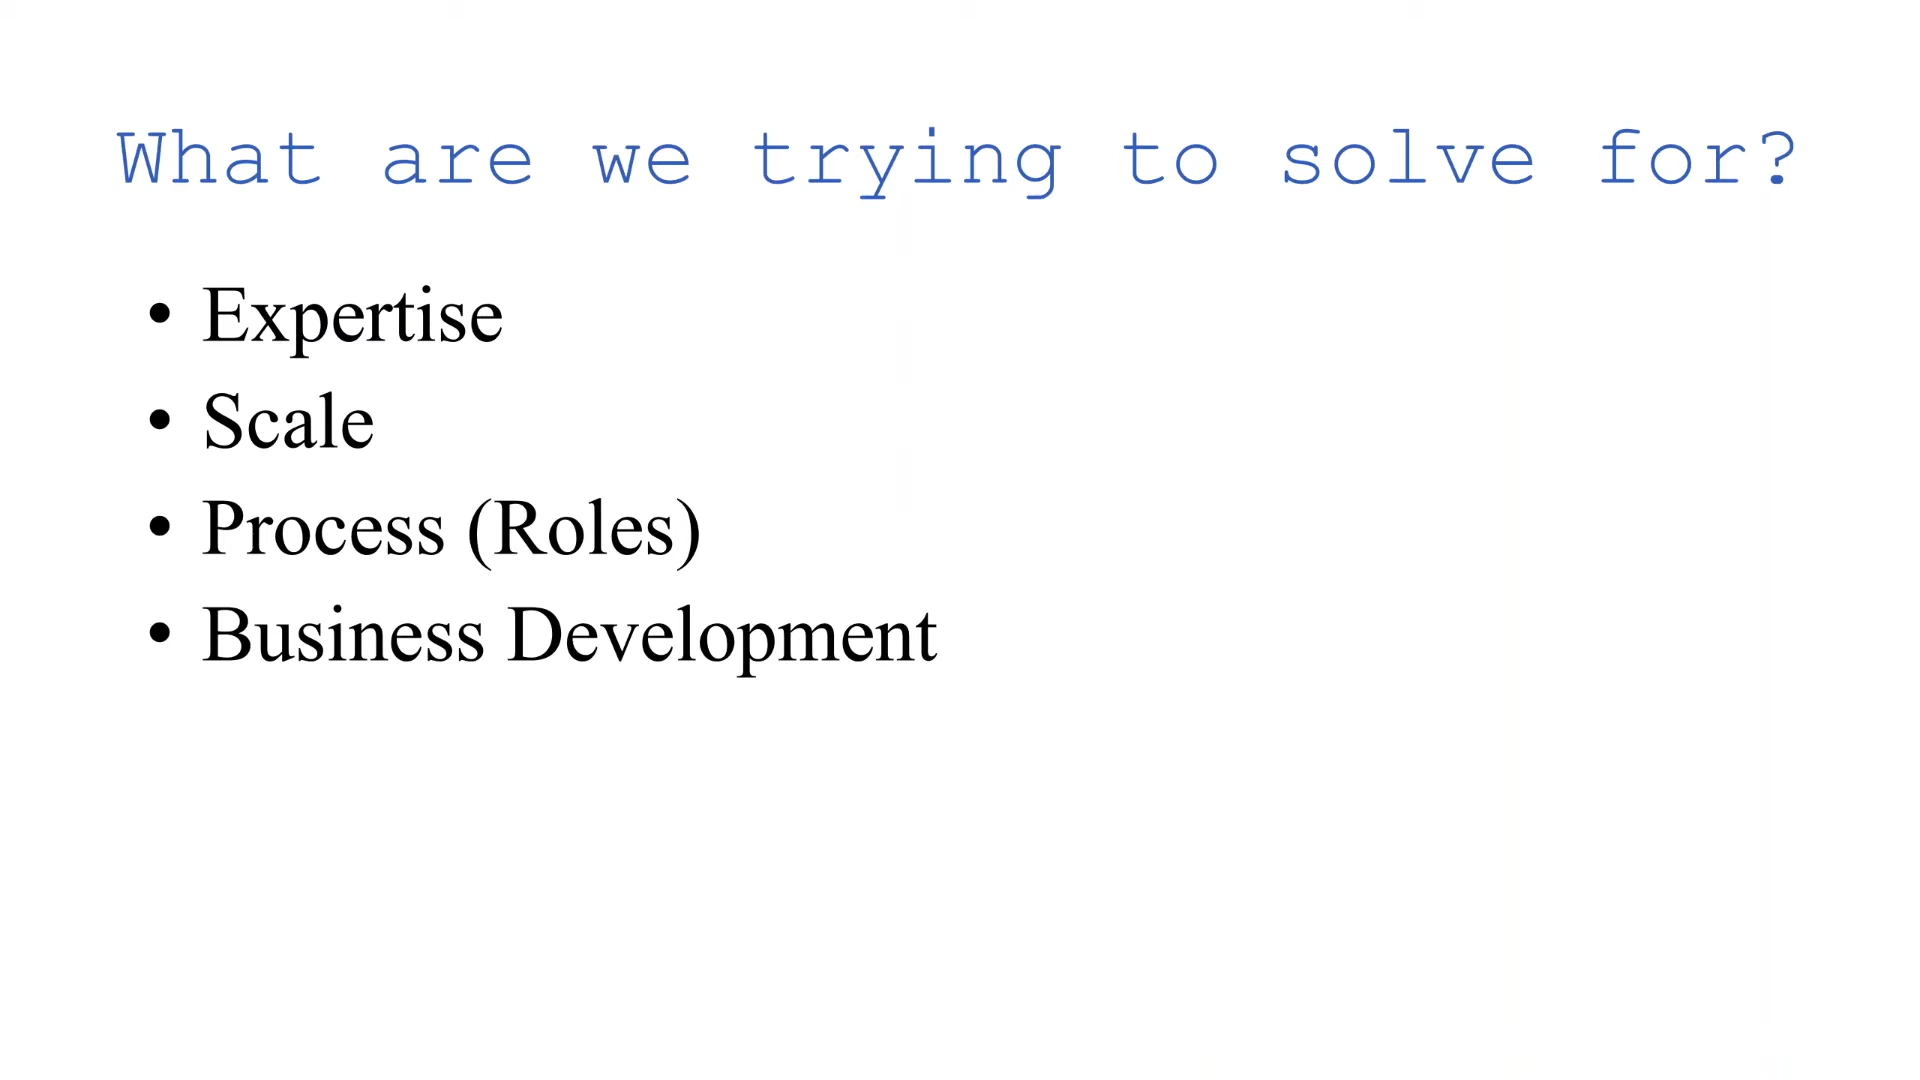 What are we trying to solve for?
• Expertise
• Scale
• Process (Roles)
• Business Development